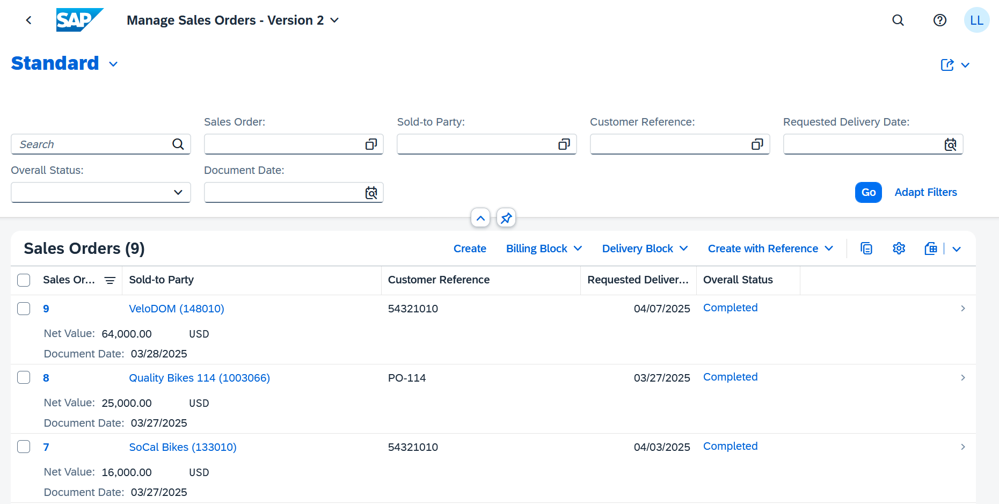 SAP Manage Sales Orders - Version 2 LL
Standard
Sales Order: Sold-to Party: Customer Reference: Requested Delivery Date:
Search
Overall Status: Document Date:
Go Adapt Filters
Sales Orders (9) Create Billing Block Delivery Block Create with Reference
Sales Or... Sold-to Party Customer Reference Requested Deliver... Overall Status
9 VeloDOM (148010) 54321010 04/07/2025 Completed
Net Value: 64,000.00 USD
Document Date: 03/28/2025
8 Quality Bikes 114 (1003066) PO-114 03/27/2025 Completed
Net Value: 25,000.00 USD
Document Date: 03/27/2025
7 SoCal Bikes (133010) 54321010 04/03/2025 Completed
Net Value: 16,000.00 USD
Document Date: 03/27/2025